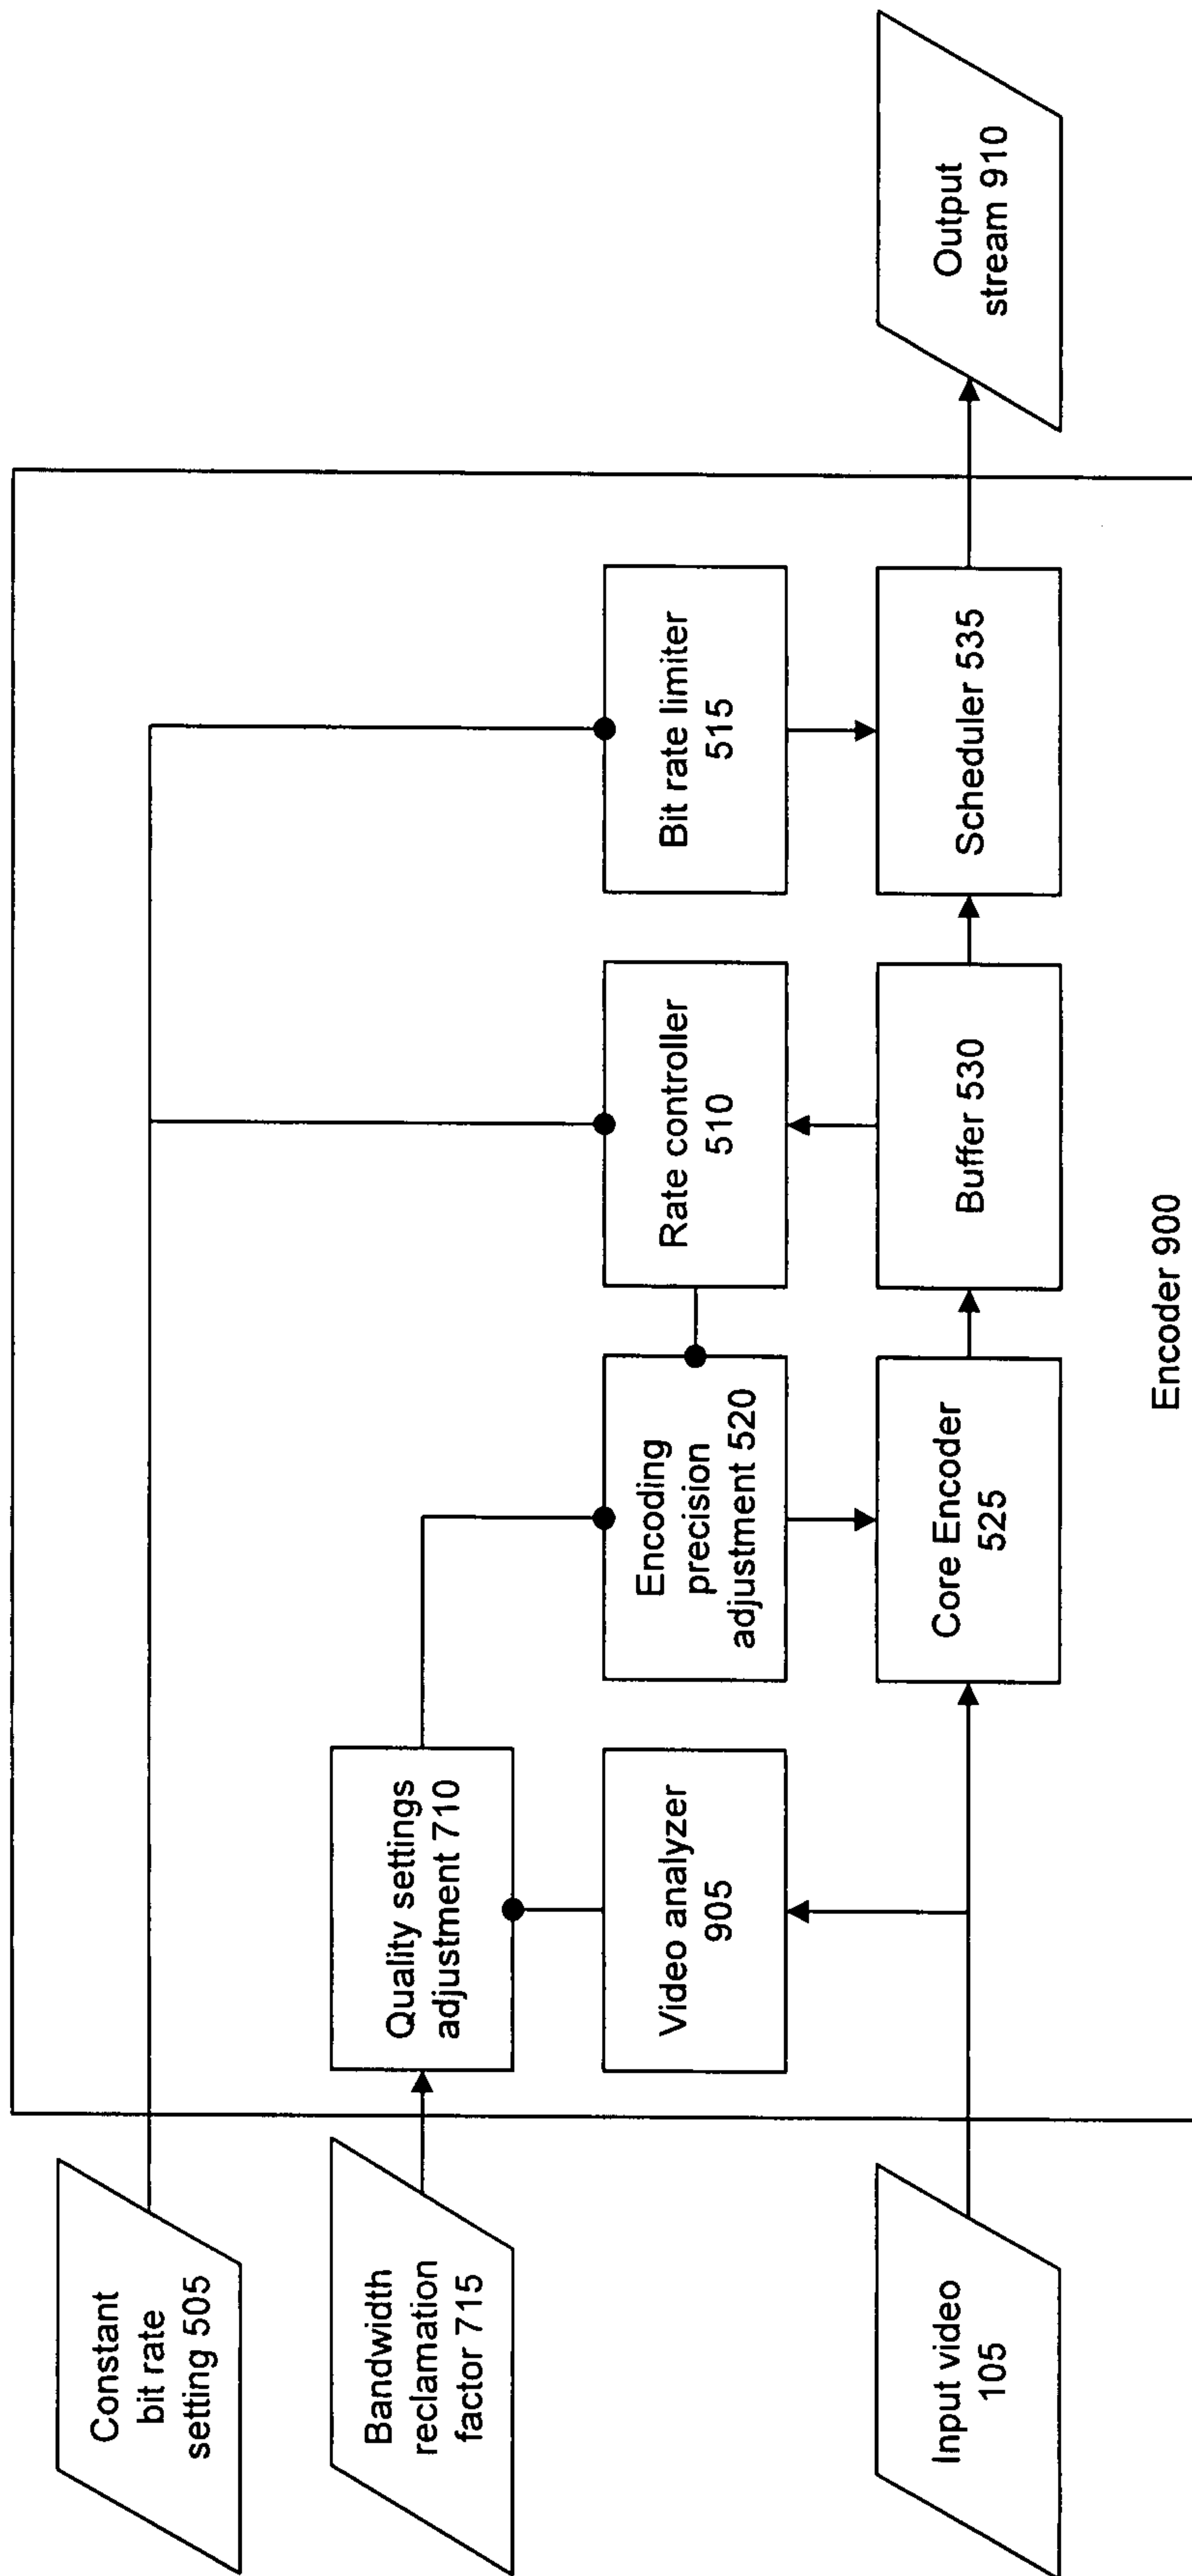 Constant
bit rate
setting 505
Bandwidth
reclamation
factor 715
Input video
105
Quality settings
adjustment 710
Video analyzer
905
Encoding
precision
adjustment 520
Core Encoder
525
Rate controller
510
Buffer 530
Bit rate limiter
515
Scheduler 535
Output
stream 910
Encoder 900